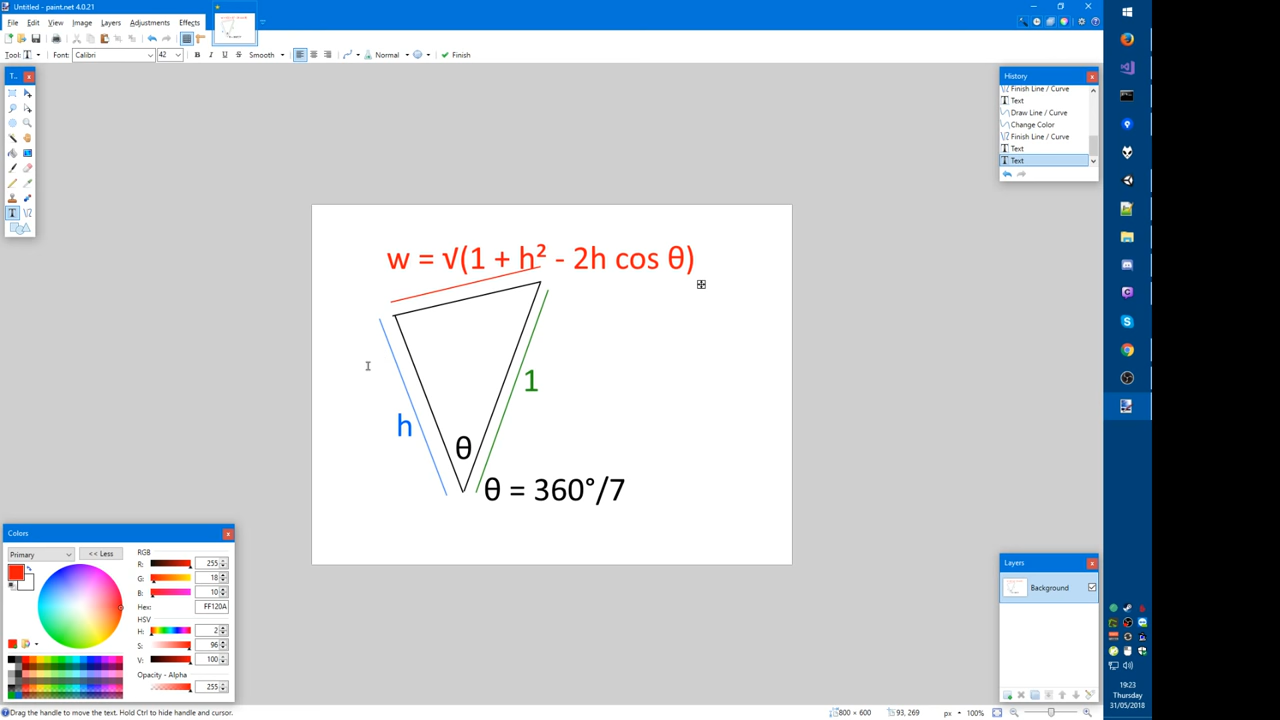 Untitled - paint.net 4.0.21
File Edit View Image Layers Adjustments Effects
Tool: T Font: Calibri 42 B I U S Smooth Normal Finish
T..
History
Finish Line / Curve
Text
Draw Line / Curve
Change Color
Finish Line / Curve
Text
Text
w = √(1 + h² - 2h cos θ)
1
h
θ
θ = 360°/7
Colors
Primary
<< Less
RGB
R: 255
G: 18
B: 10
Hex: FF120A
HSV
H: 2
S: 96
V: 100
Opacity - Alpha
255
Layers
Background
Drag the handle to move the text. Hold Ctrl to hide handle and cursor.
800 × 600
93, 269
px
100%
19:23
Thursday
31/05/2018